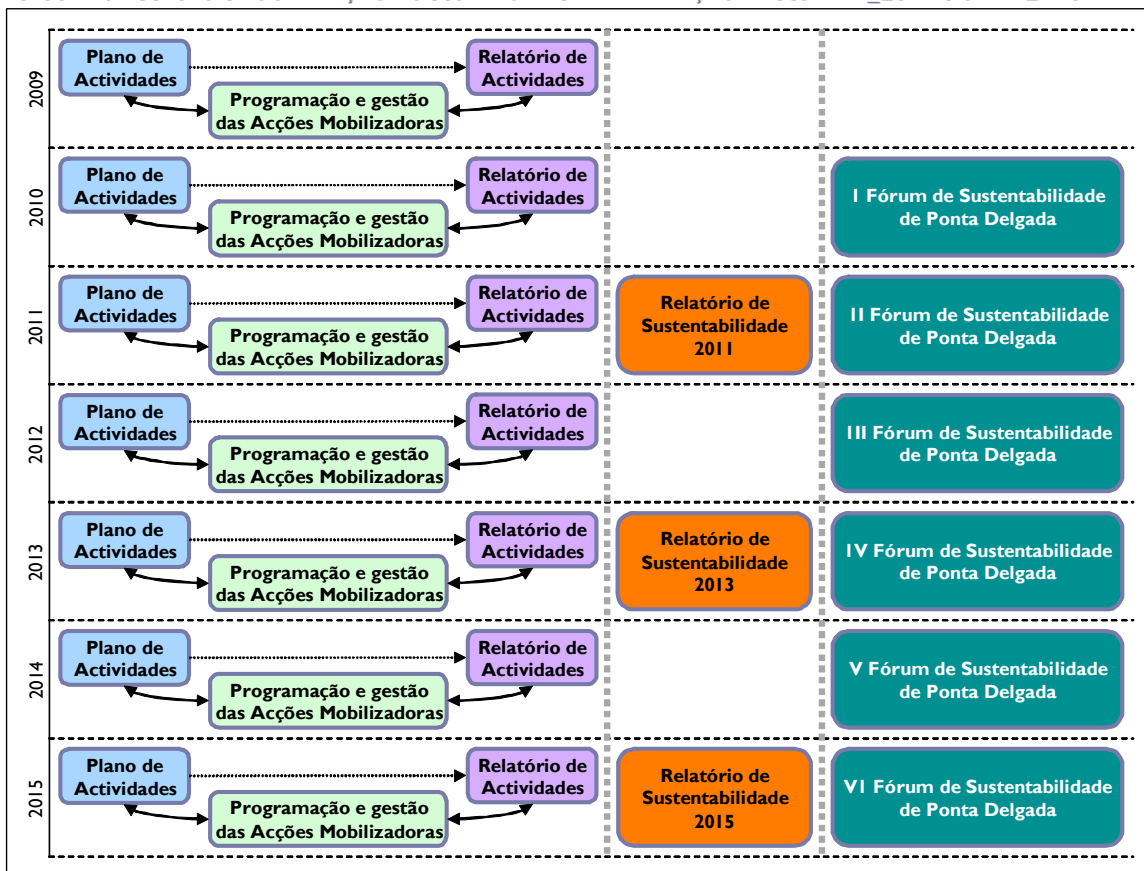 2009
Plano de
Actividades
Relatório de
Actividades
Programação e gestão
das Acções Mobilizadoras
2010
Plano de
Actividades
Relatório de
Actividades
Programação e gestão
das Acções Mobilizadoras
I Fórum de Sustentabilidade
de Ponta Delgada
2011
Plano de
Actividades
Relatório de
Actividades
Programação e gestão
das Acções Mobilizadoras
Relatório de
Sustentabilidade
2011
II Fórum de Sustentabilidade
de Ponta Delgada
2012
Plano de
Actividades
Relatório de
Actividades
Programação e gestão
das Acções Mobilizadoras
III Fórum de Sustentabilidade
de Ponta Delgada
2013
Plano de
Actividades
Relatório de
Actividades
Programação e gestão
das Acções Mobilizadoras
Relatório de
Sustentabilidade
2013
IV Fórum de Sustentabilidade
de Ponta Delgada
2014
Plano de
Actividades
Relatório de
Actividades
Programação e gestão
das Acções Mobilizadoras
V Fórum de Sustentabilidade
de Ponta Delgada
2015
Plano de
Actividades
Relatório de
Actividades
Programação e gestão
das Acções Mobilizadoras
Relatório de
Sustentabilidade
2015
VI Fórum de Sustentabilidade
de Ponta Delgada